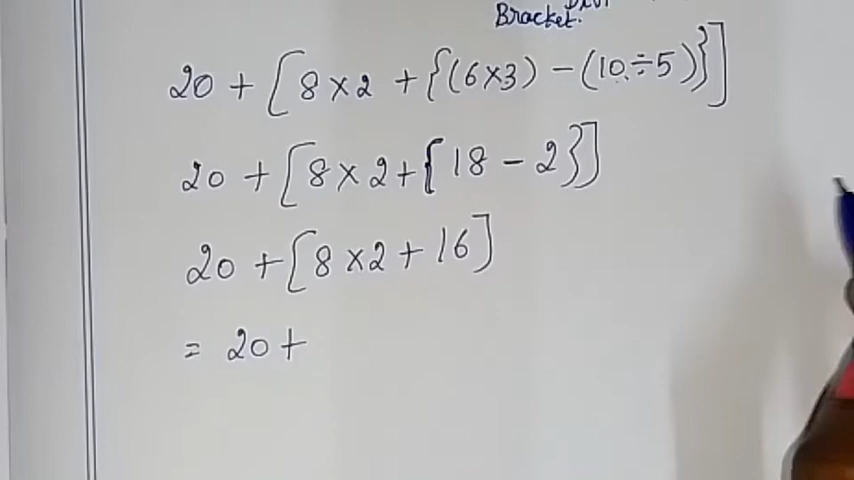 Bracket.
20 + [8 × 2 + {(6×3) - (10÷5)}]
20 + [8 × 2 + {18 - 2}]
20 + [8 × 2 + 16]
= 20 +